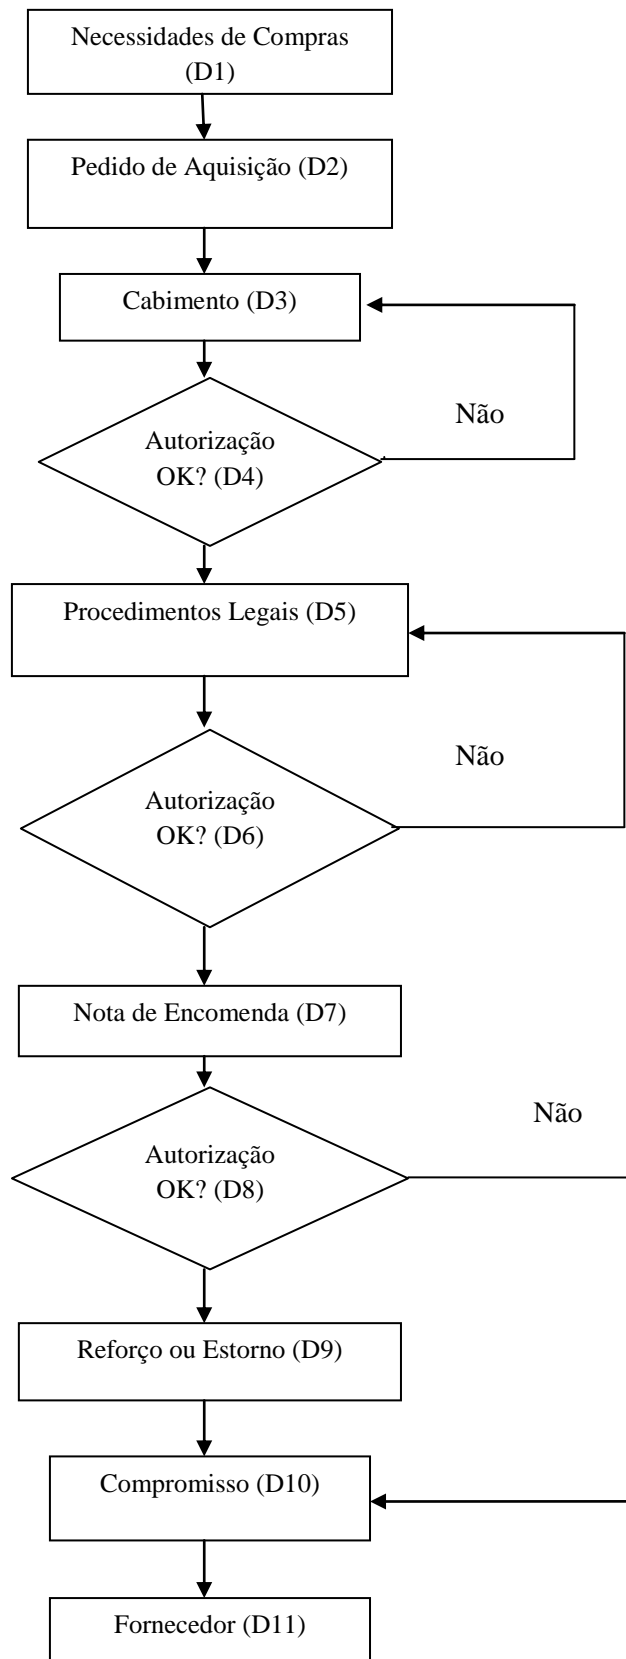 Necessidades de Compras
(D1)
Pedido de Aquisição (D2)
Cabimento (D3)
Não
Autorização
OK? (D4)
Procedimentos Legais (D5)
Não
Autorização
OK? (D6)
Nota de Encomenda (D7)
Não
Autorização
OK? (D8)
Reforço ou Estorno (D9)
Compromisso (D10)
Fornecedor (D11)